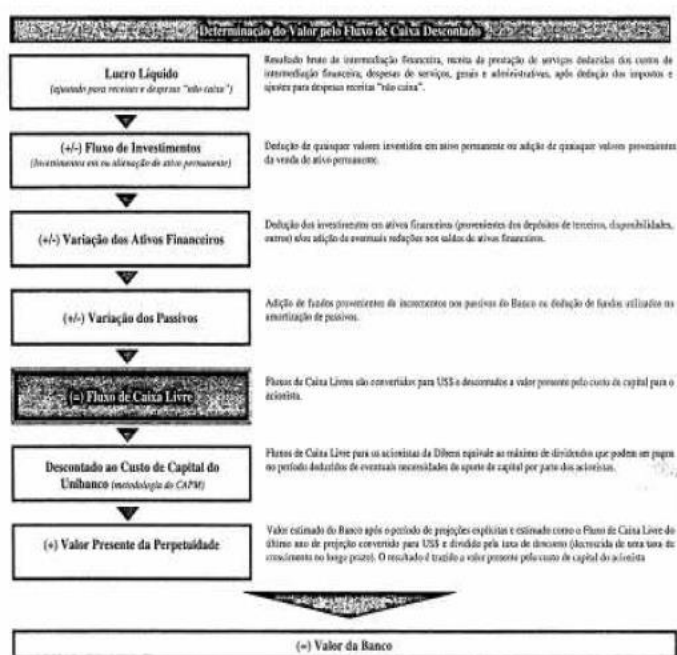 Determinação do Valor pelo Fluxo de Caixa Descontado
Lucro Líquido
(ajustado para receitas e despesas "não caixa")
Resultado bruto de intermediação financeira, receita de prestação de serviços deduzidas dos custos de
intermediação financeira, despesas de serviços, gerais e administrativas, após dedução dos impostos e
ajustes para despesas receitas "não caixa".
(+/-) Fluxo de Investimentos
(Investimentos em ou alienação de ativo permanente)
Dedução de quaisquer valores investidos em ativo permanente ou adição de quaisquer valores provenientes
da venda de ativo permanente.
(+/-) Variação dos Ativos Financeiros
Dedução dos investimentos em ativos financeiros (provenientes dos depósitos de terceiros, disponibilidades,
outros) e/ou adição de eventuais reduções nos saldos de ativos financeiros.
(+/-) Variação dos Passivos
Adição de fundos provenientes de incrementos nos passivos do Banco ou dedução de fundos utilizados na
amortização de passivos.
(=) Fluxo de Caixa Livre
Fluxos de Caixa Livres são convertidos para US$ e descontados a valor presente pelo custo de capital para o
acionista.
Descontado ao Custo de Capital do
Unibanco (metodologia do CAPM)
Fluxos de Caixa Livre para os acionistas da Dibens equivale ao máximo de dividendos que podem ser pagos
no período deduzidos de eventuais necessidades de aporte de capital por parte dos acionistas.
(+) Valor Presente da Perpetuidade
Valor estimado do Banco após o período de projeções explícitas e estimado como o Fluxo de Caixa Livre do
último ano de projeção convertido para US$ e dividido pela taxa de desconto (decrescida de uma taxa de
crescimento no longo prazo). O resultado é trazido a valor presente pelo custo de capital do acionista
(=) Valor da Banco